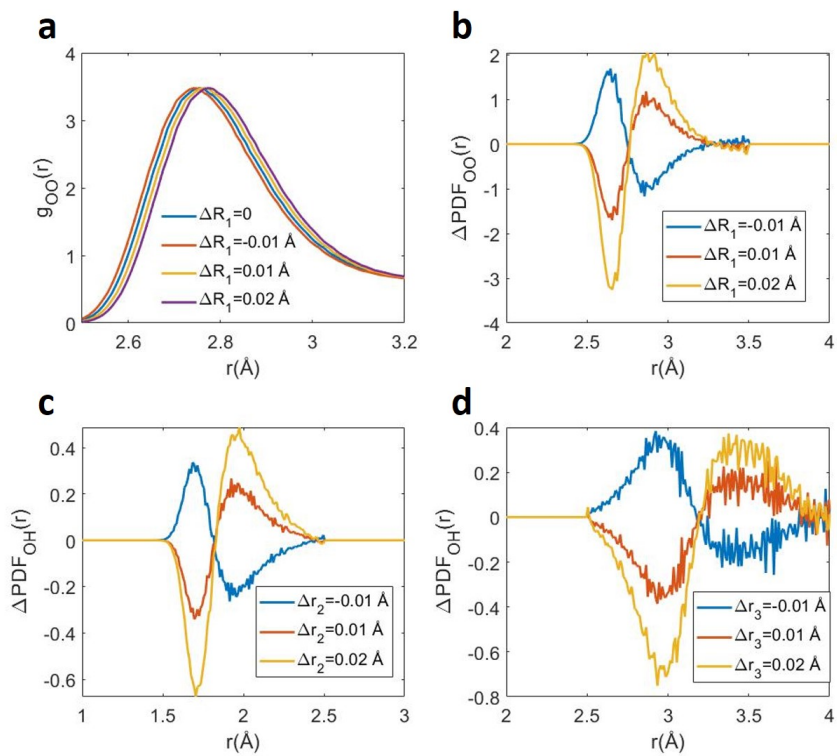 a
4
3
2
1
0
2.6
2.8
3
3.2
g_OO(r)
r(Å)
ΔR_1=0
ΔR_1=-0.01 Å
ΔR_1=0.01 Å
ΔR_1=0.02 Å
b
2
1
0
-1
-2
-3
-4
2
2.5
3
3.5
4
ΔPDF_OO(r)
r(Å)
ΔR_1=-0.01 Å
ΔR_1=0.01 Å
ΔR_1=0.02 Å
c
0.4
0.2
0
-0.2
-0.4
-0.6
1
1.5
2
2.5
3
ΔPDF_OH(r)
r(Å)
Δr_2=-0.01 Å
Δr_2=0.01 Å
Δr_2=0.02 Å
d
0.4
0.2
0
-0.2
-0.4
-0.6
-0.8
2
2.5
3
3.5
4
ΔPDF_OH(r)
r(Å)
Δr_3=-0.01 Å
Δr_3=0.01 Å
Δr_3=0.02 Å